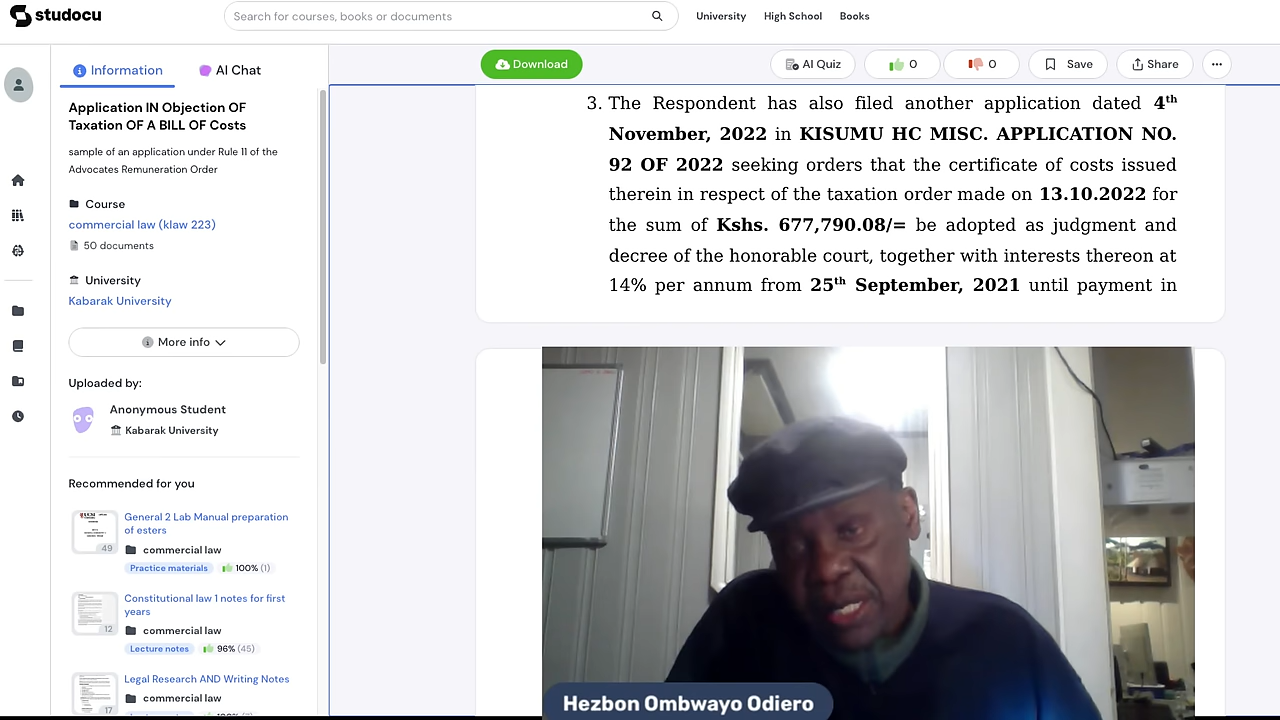 studocu
Search for courses, books or documents
University
High School
Books
Information
AI Chat
Download
AI Quiz
0
0
Save
Share
Application IN Objection OF
Taxation OF A BILL OF Costs
sample of an application under Rule 11 of the
Advocates Remuneration Order
Course
commercial law (klaw 223)
50 documents
University
Kabarak University
More info
Uploaded by:
Anonymous Student
Kabarak University
Recommended for you
General 2 Lab Manual preparation
of esters
49
commercial law
Practice materials
100% (1)
Constitutional law 1 notes for first
years
12
commercial law
Lecture notes
96% (45)
Legal Research AND Writing Notes
17
commercial law
3. The Respondent has also filed another application dated 4th
November, 2022 in KISUMU HC MISC. APPLICATION NO.
92 OF 2022 seeking orders that the certificate of costs issued
therein in respect of the taxation order made on 13.10.2022 for
the sum of Kshs. 677,790.08/= be adopted as judgment and
decree of the honorable court, together with interests thereon at
14% per annum from 25th September, 2021 until payment in
Hezbon Ombwayo Odiero